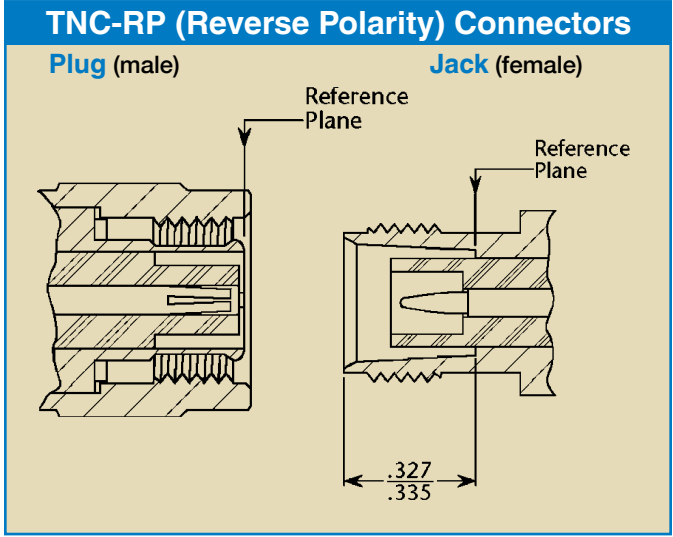 TNC-RP (Reverse Polarity) Connectors
Plug (male)
Jack (female)
Reference
Plane
Reference
Plane
.327
.335